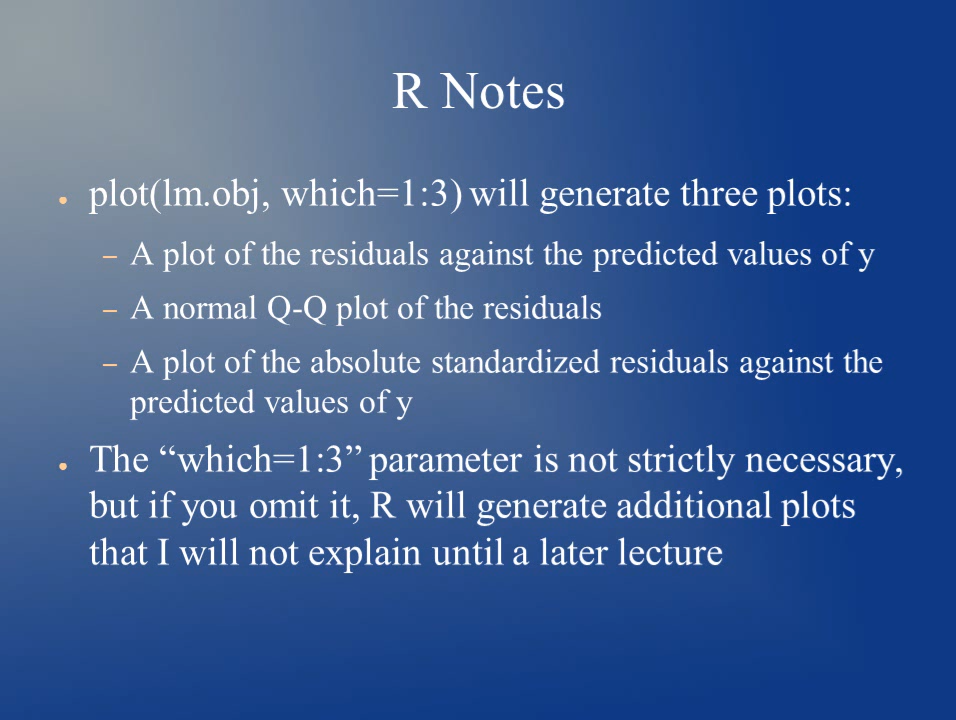 R Notes
● plot(lm.obj, which=1:3) will generate three plots:
– A plot of the residuals against the predicted values of y
– A normal Q-Q plot of the residuals
– A plot of the absolute standardized residuals against the
predicted values of y
● The “which=1:3” parameter is not strictly necessary,
but if you omit it, R will generate additional plots
that I will not explain until a later lecture